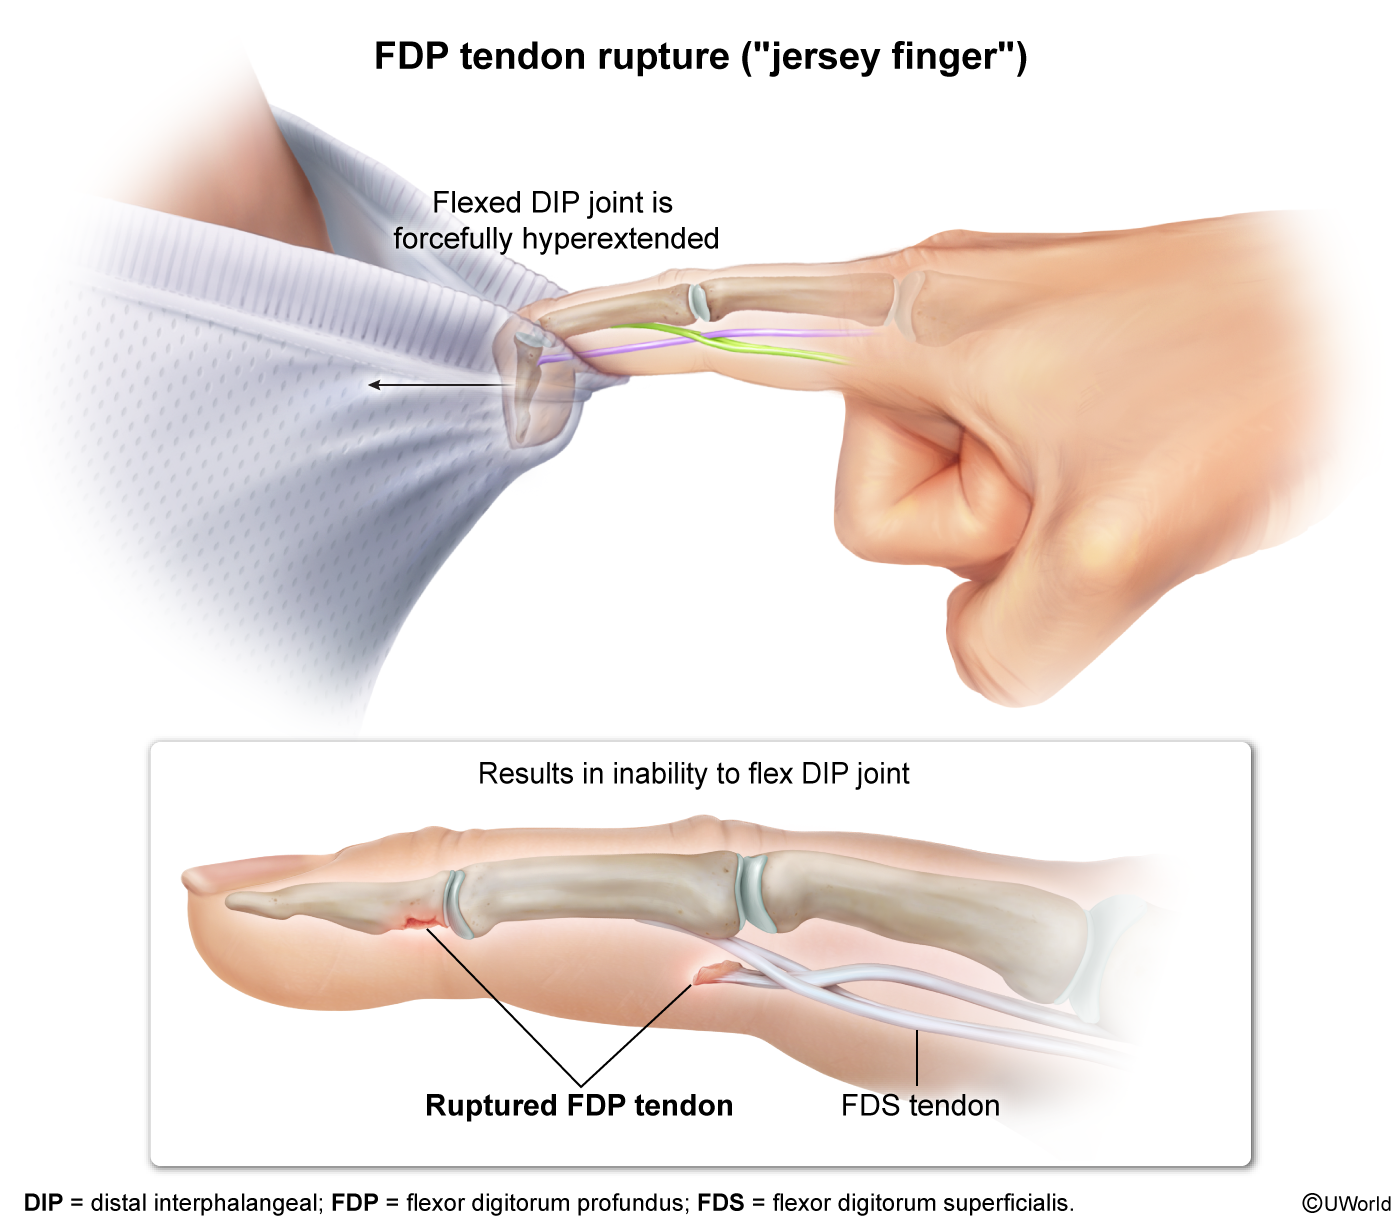 FDP tendon rupture ("jersey finger")
Flexed DIP joint is
forcefully hyperextended
Results in inability to flex DIP joint
Ruptured FDP tendon
FDS tendon
DIP = distal interphalangeal; FDP = flexor digitorum profundus; FDS = flexor digitorum superficialis.
©UWorld